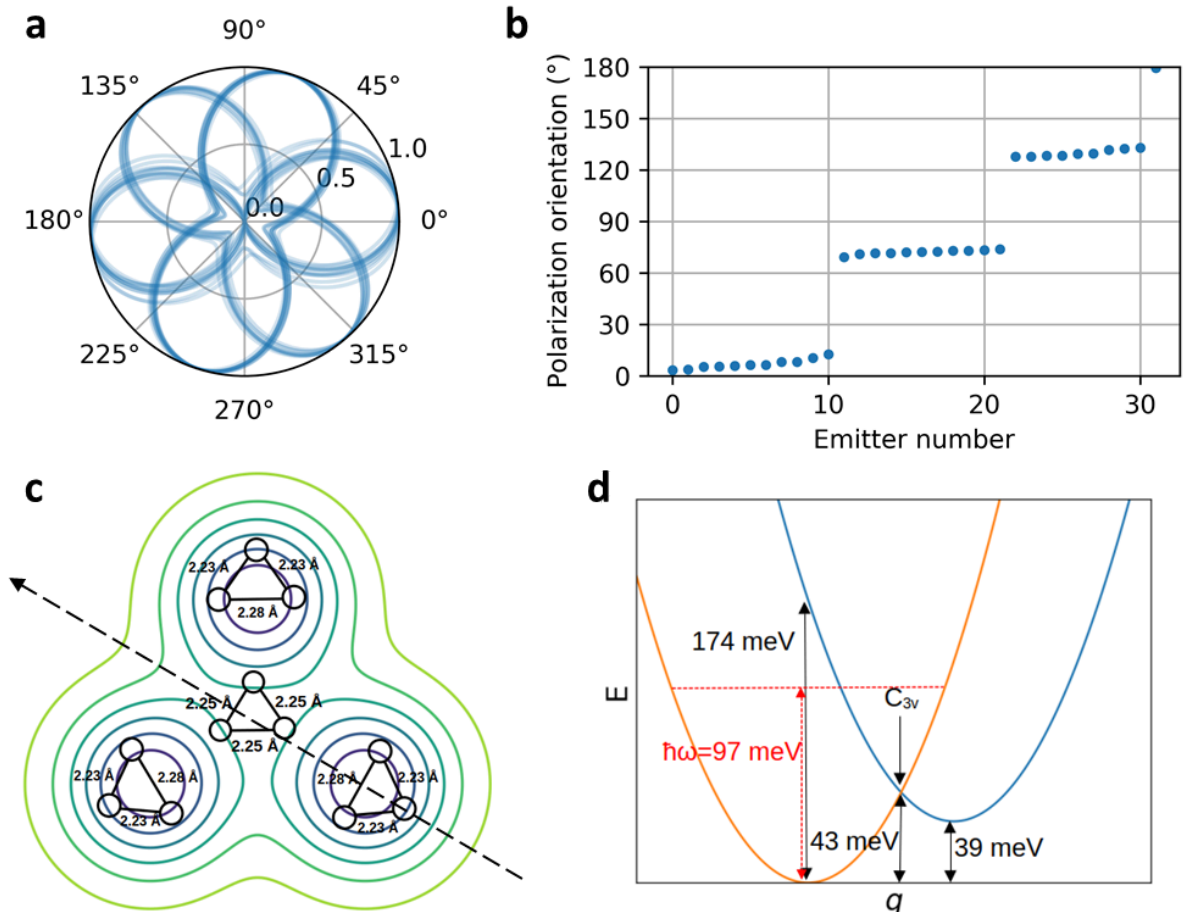 a
90°
135°
45°
1.0
0.5
0.0
180°
0°
225°
315°
270°
b
Polarization orientation (°)
180
150
120
90
60
30
0
0
10
20
30
Emitter number
c
2.23 Å
2.23 Å
2.28 Å
2.25 Å
2.25 Å
2.25 Å
2.23 Å
2.28 Å
2.23 Å
2.28 Å
2.23 Å
2.23 Å
d
E
174 meV
C3v
ħω=97 meV
43 meV
39 meV
q